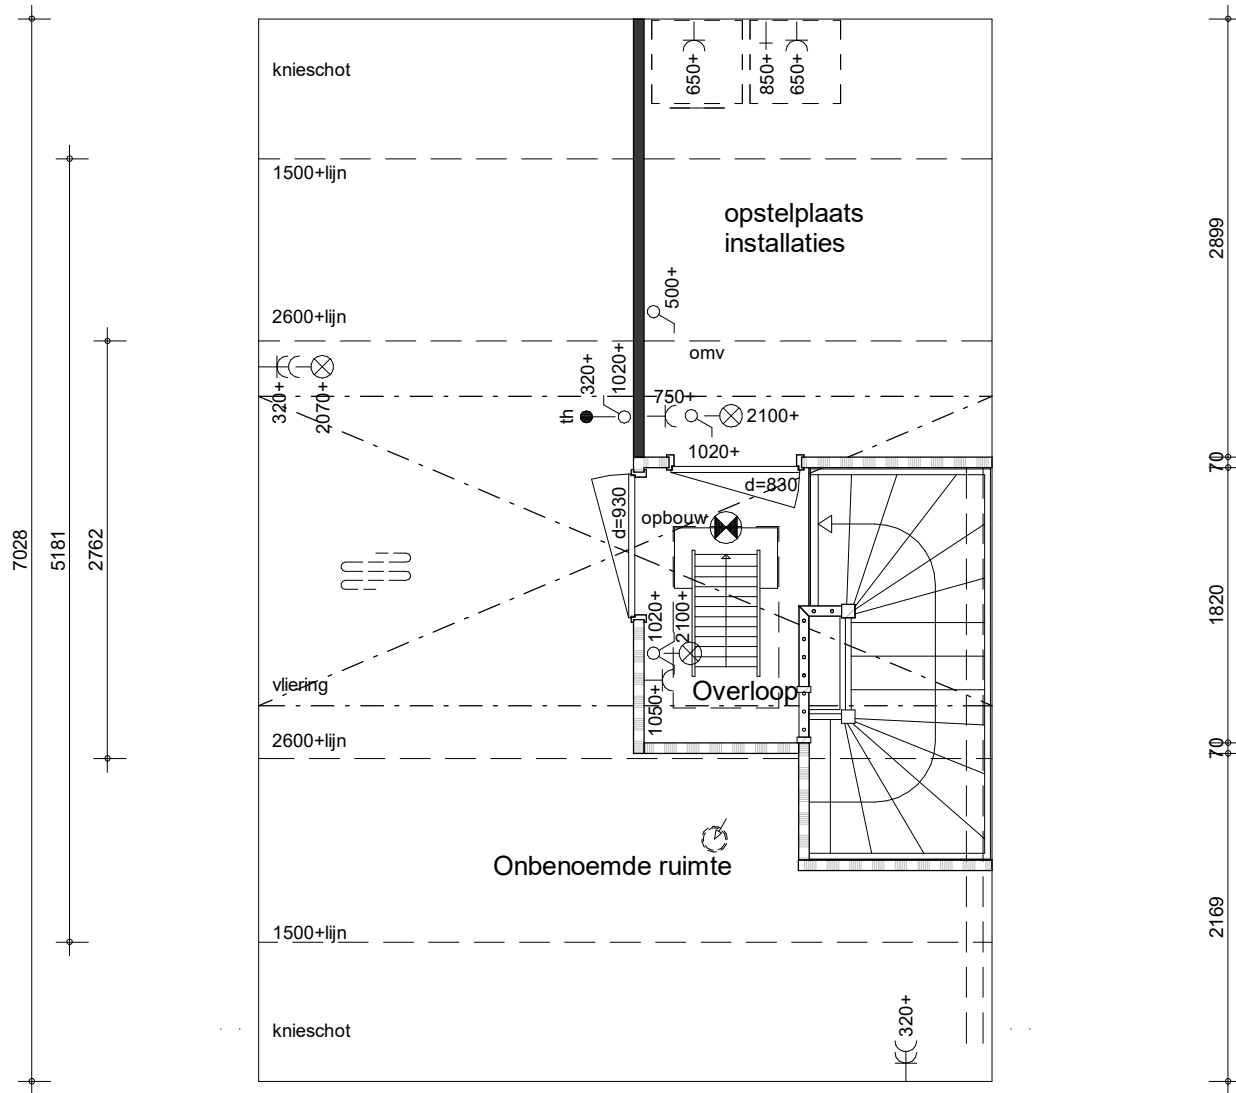 knieschot
650+
850+
650+
1500+lijn
opstelplaats
installaties
2899
500+
2600+lijn
omv
320+
2070+
th
320+
1020+
750+
2100+
1020+
70
d=930
d=830
opbouw
7028
5181
2762
1020+
2100+
1820
vliering
Overloop
1050+
2600+lijn
70
Onbenoemde ruimte
1500+lijn
2169
knieschot
320+